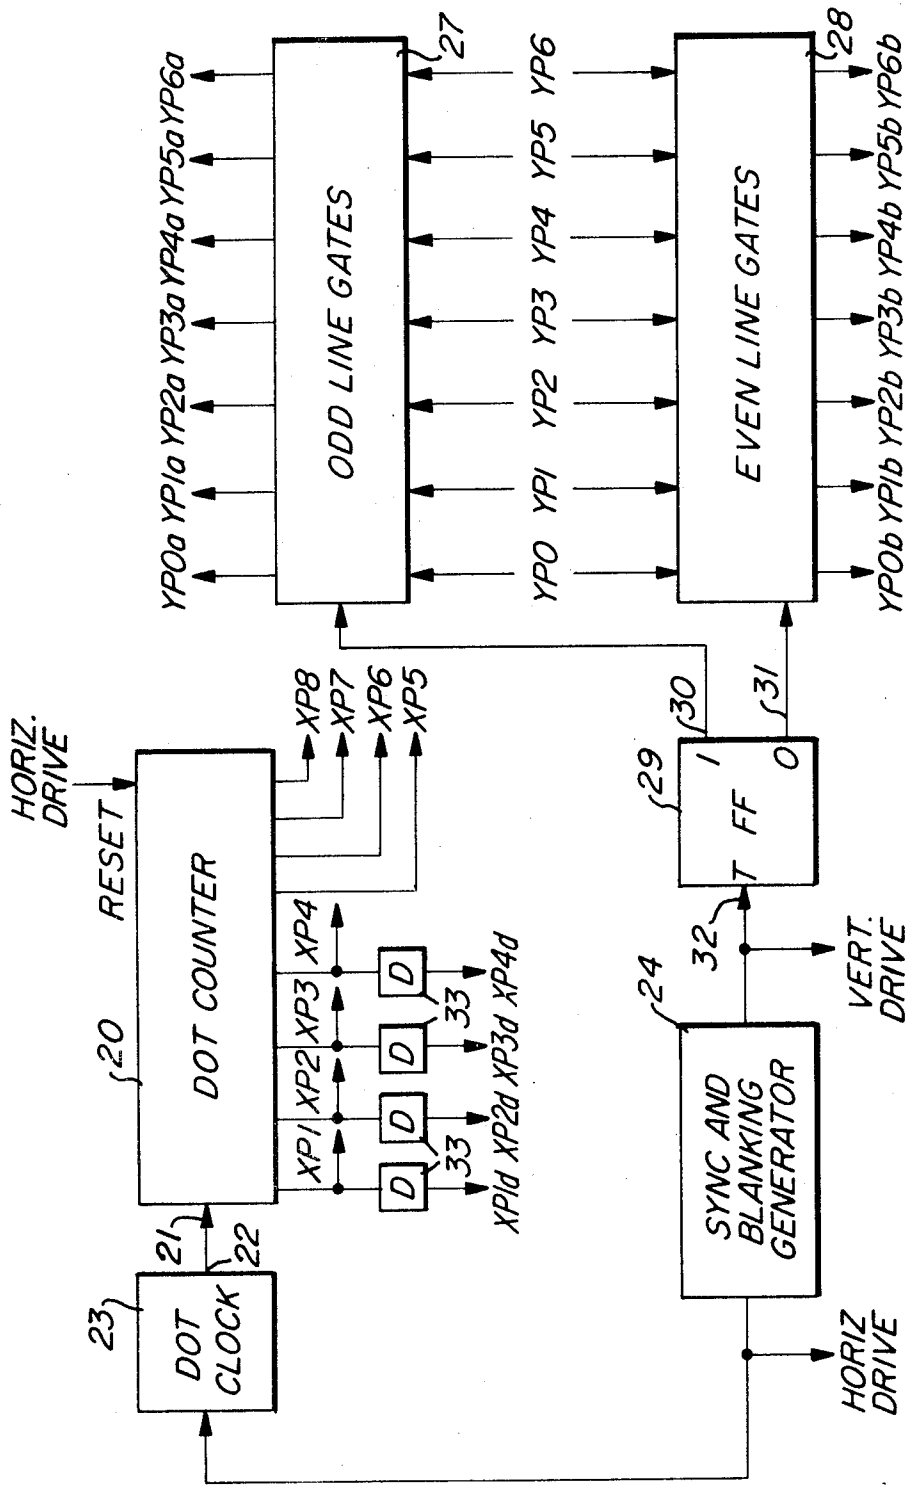 HORIZ.
DRIVE
RESET
20
DOT COUNTER
23
DOT
CLOCK
21
22
XP1
XP2
XP3
XP4
XP8
XP7
XP6
XP5
D
D
D
D
33
33
XP1d XP2d XP3d XP4d
YP0a YP1a YP2a YP3a YP4a YP5a YP6a
ODD LINE GATES
27
YP0 YP1 YP2 YP3 YP4 YP5 YP6
EVEN LINE GATES
28
YP0b YP1b YP2b YP3b YP4b YP5b YP6b
24
SYNC AND
BLANKING
GENERATOR
HORIZ
DRIVE
32
VERT.
DRIVE
29
T FF
1
0
30
31